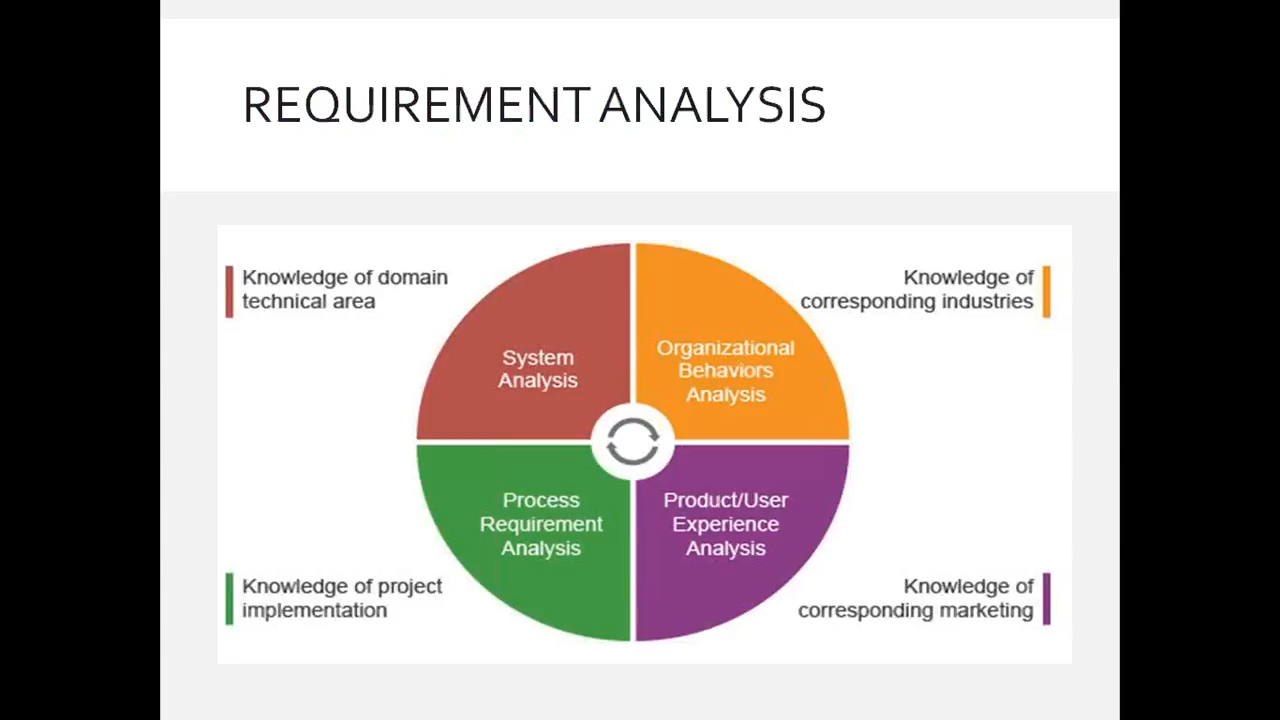 REQUIREMENT ANALYSIS
Knowledge of domain
technical area
Knowledge of
corresponding industries
System
Analysis
Organizational
Behaviors
Analysis
Process
Requirement
Analysis
Product/User
Experience
Analysis
Knowledge of project
implementation
Knowledge of
corresponding marketing